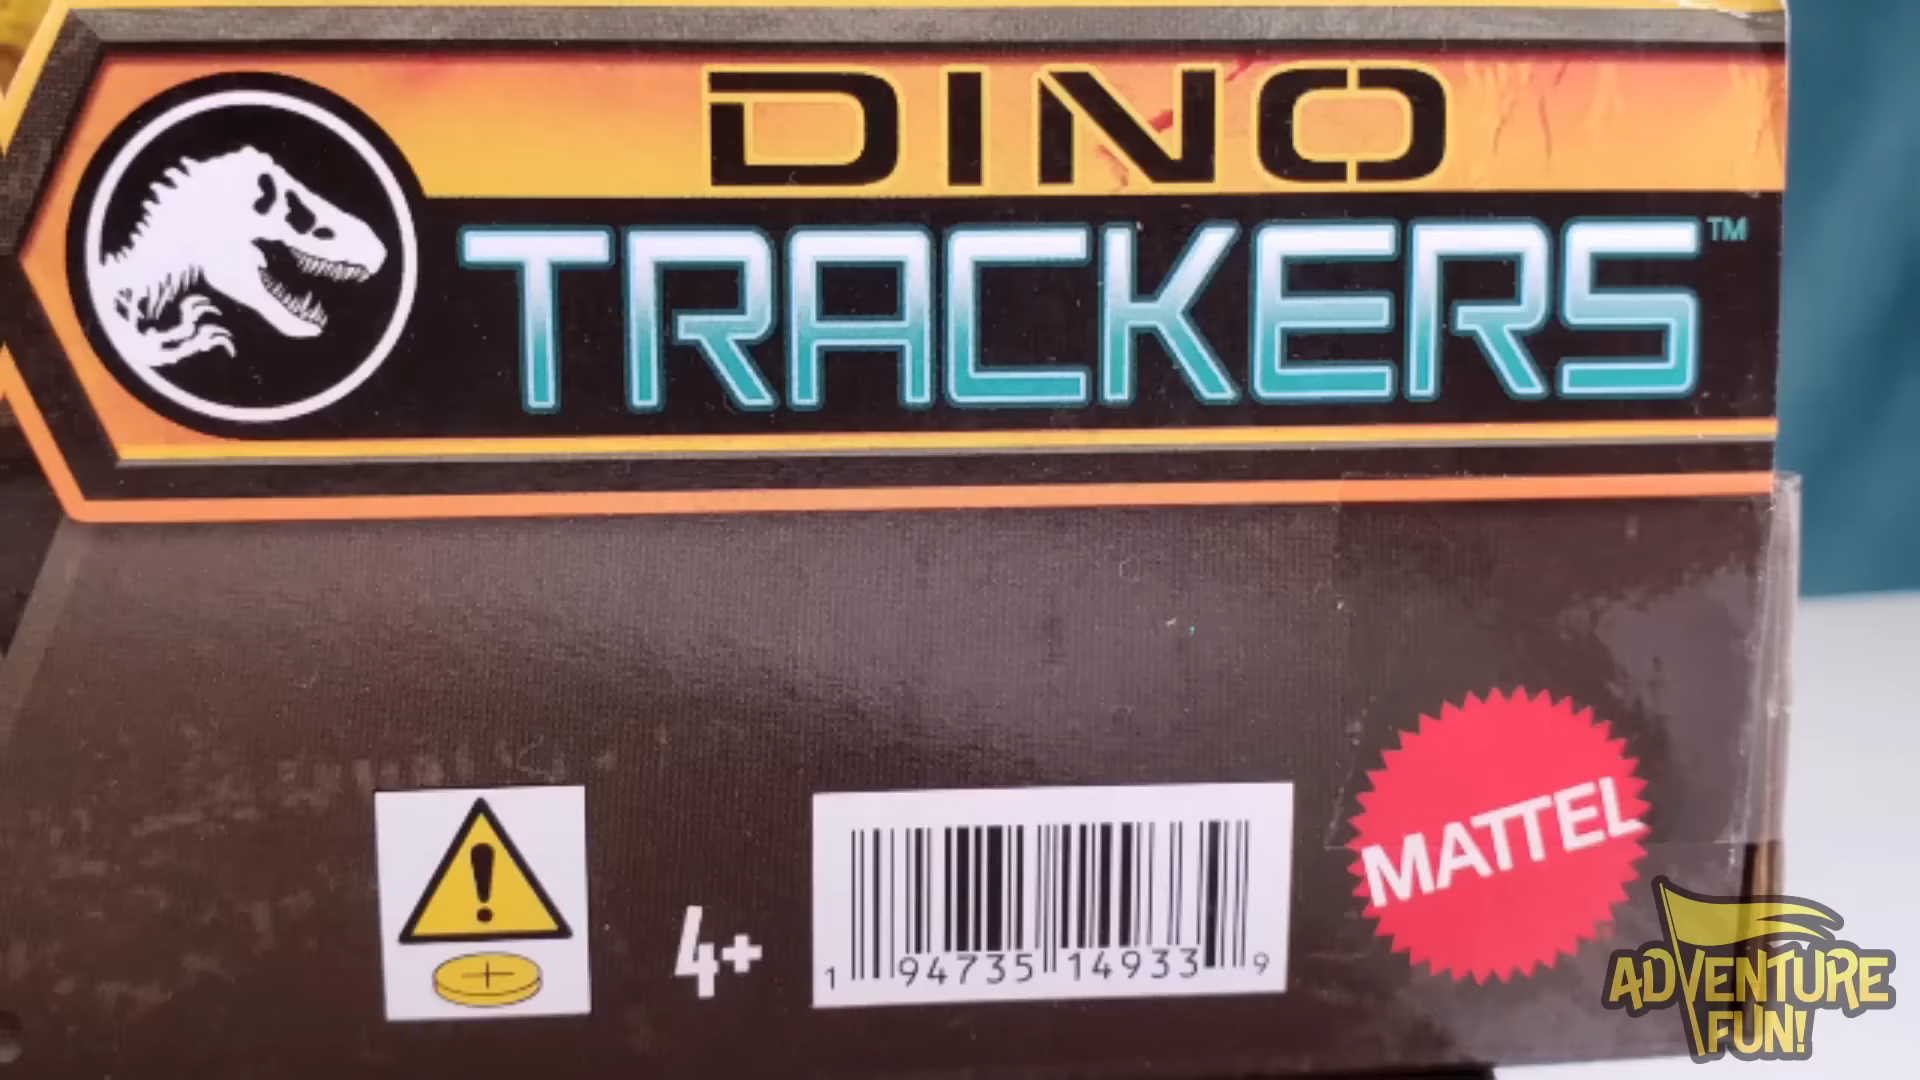 DINO
TRACKERS™
4+
1 94735 14933 9
MATTEL
ADVENTURE
FUN!